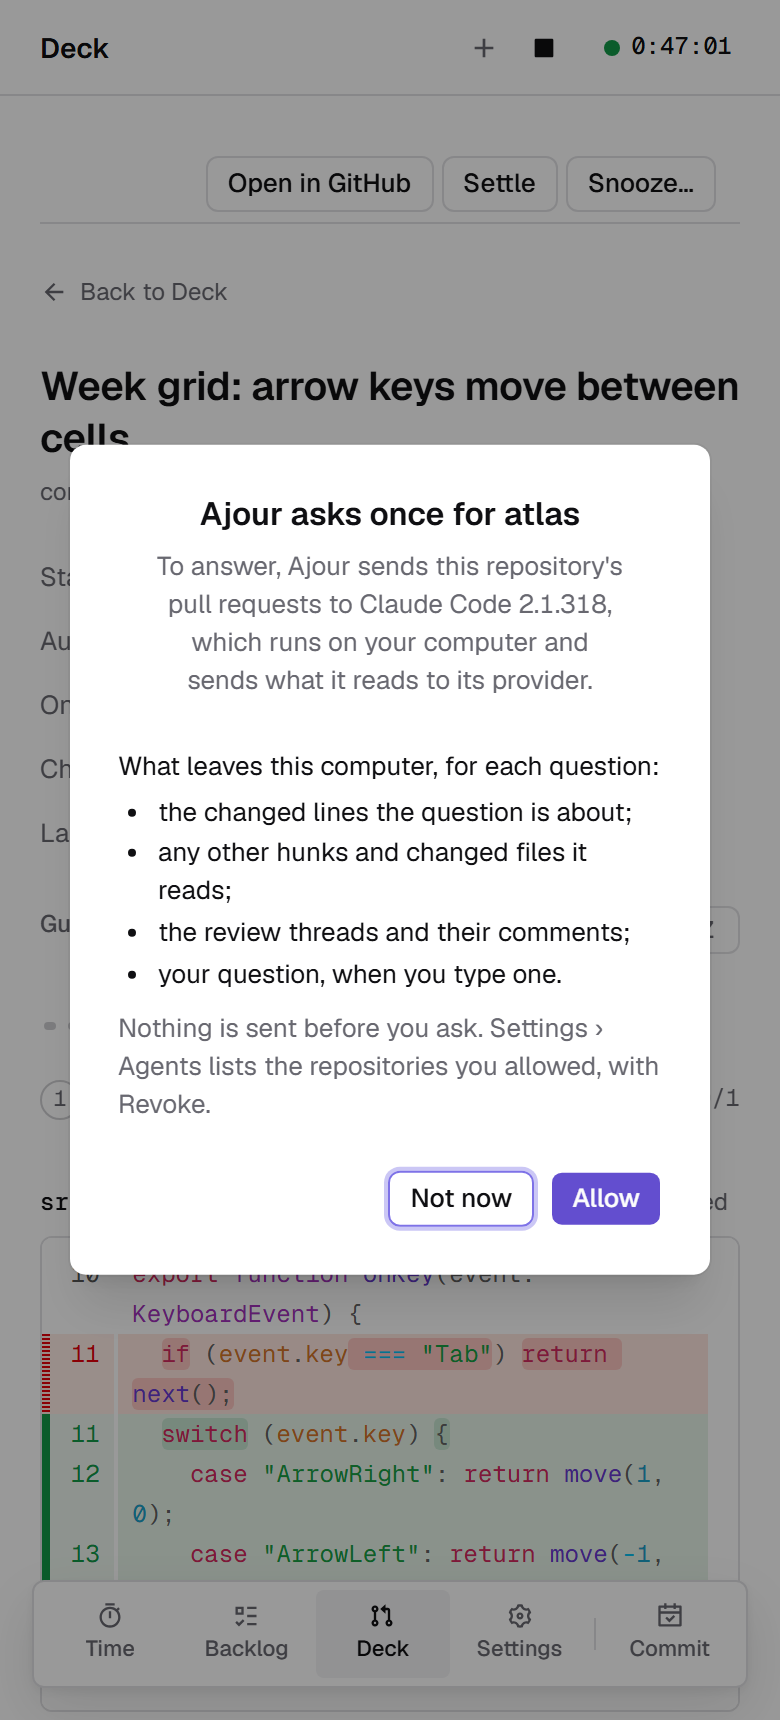 Deck
0:47:01
Open in GitHub
Settle
Snooze…
Back to Deck
Week grid: arrow keys move between
cells
Ajour asks once for atlas
To answer, Ajour sends this repository's
pull requests to Claude Code 2.1.318,
which runs on your computer and
sends what it reads to its provider.
What leaves this computer, for each question:
• the changed lines the question is about;
• any other hunks and changed files it
reads;
• the review threads and their comments;
• your question, when you type one.
Nothing is sent before you ask. Settings ›
Agents lists the repositories you allowed, with
Revoke.
1
/1
Not now
Allow
10 export function onKey(event:
KeyboardEvent) {
11 if (event.key === "Tab") return
next();
11 switch (event.key) {
12 case "ArrowRight": return move(1,
0);
13 case "ArrowLeft": return move(-1,
Time
Backlog
Deck
Settings
Commit